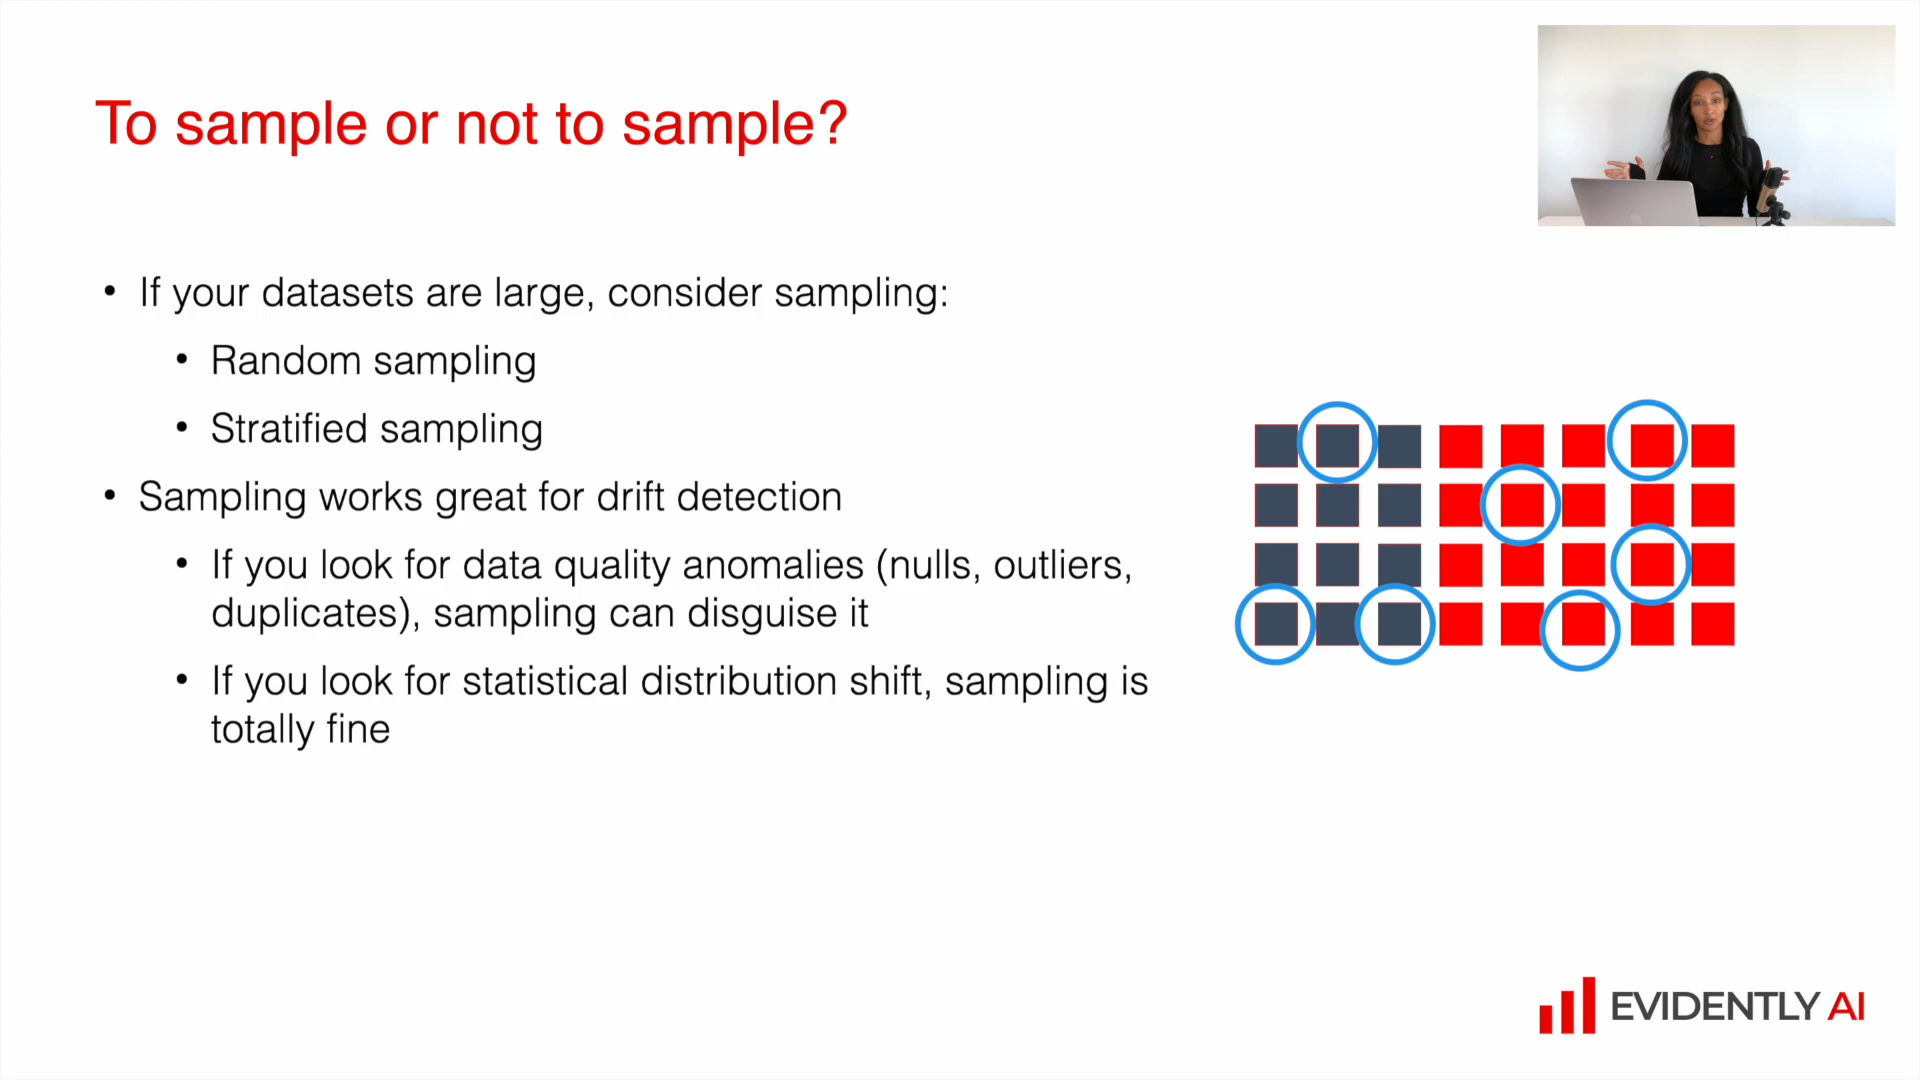 To sample or not to sample?
• If your datasets are large, consider sampling:
• Random sampling
• Stratified sampling
• Sampling works great for drift detection
• If you look for data quality anomalies (nulls, outliers,
duplicates), sampling can disguise it
• If you look for statistical distribution shift, sampling is
totally fine
EVIDENTLY AI